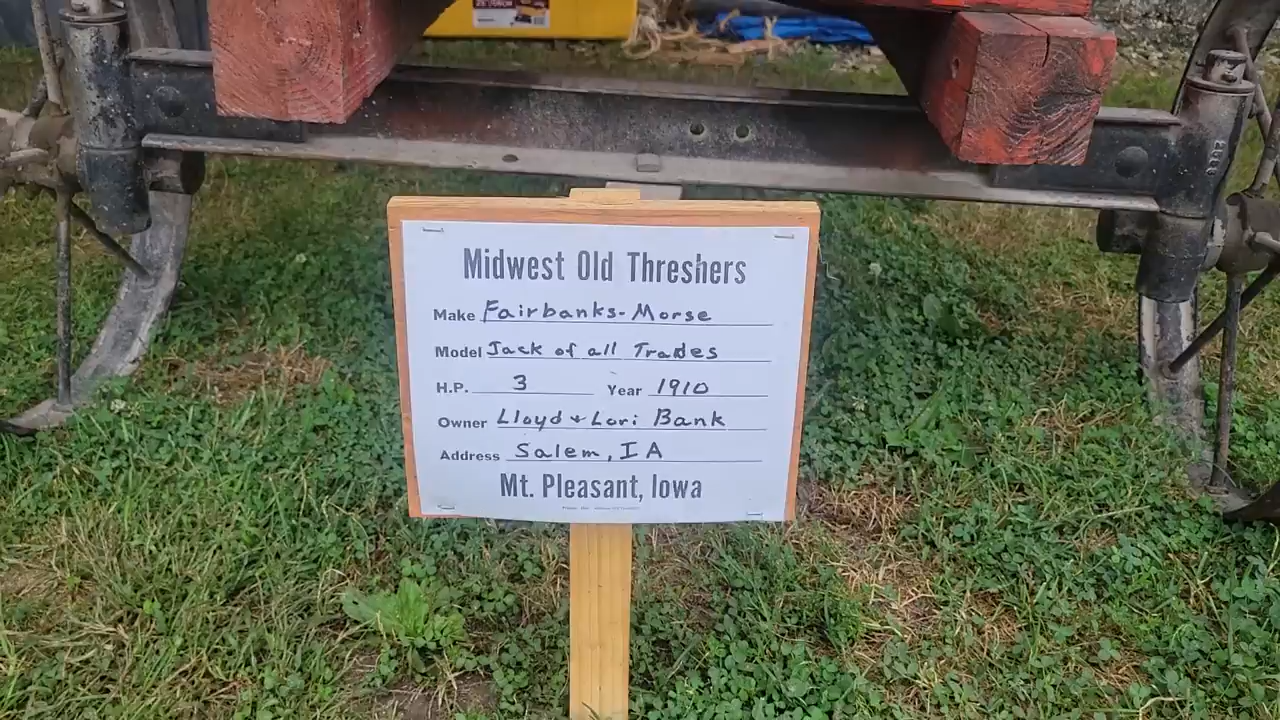 Midwest Old Threshers
Make Fairbanks-Morse
Model Jack of all Trades
H.P. 3 Year 1910
Owner Lloyd & Lori Bank
Address Salem, IA
Mt. Pleasant, Iowa